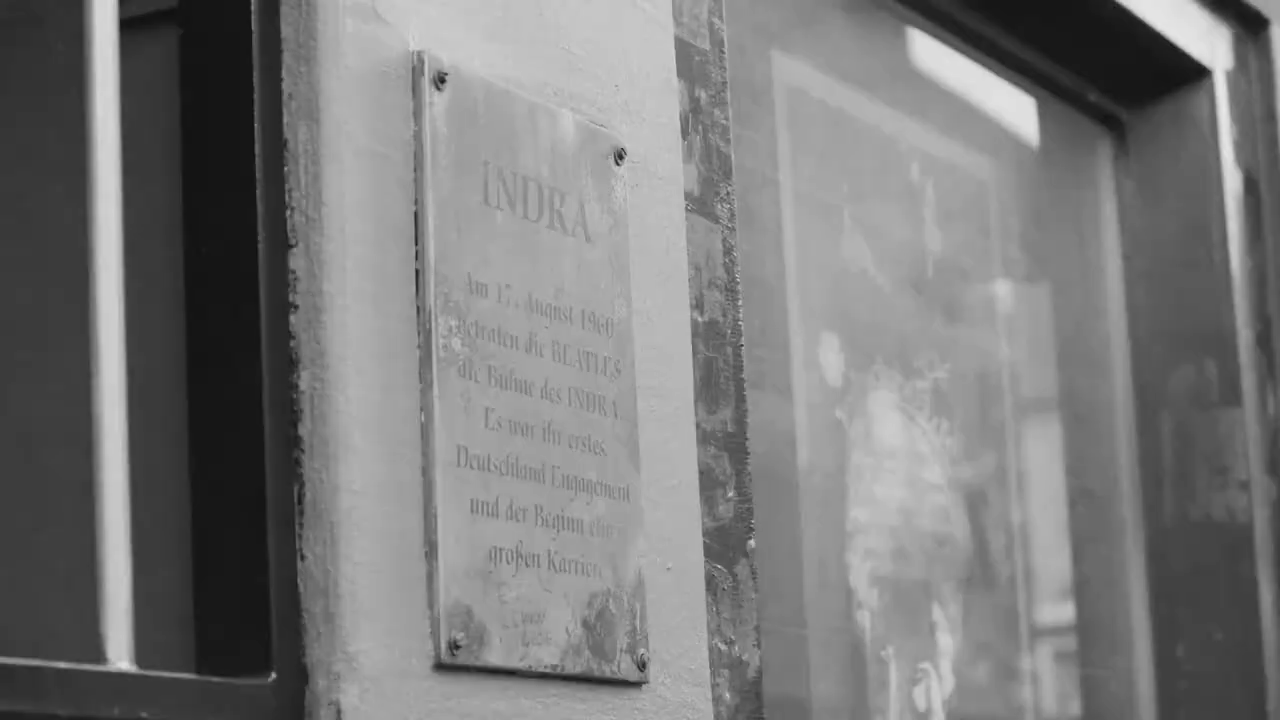 INDRA
Am 17. August 1960
betraten die BEATLES
die Bühne des INDRA.
Es war ihr erstes
Deutschland Engagement
und der Beginn einer
großen Karriere